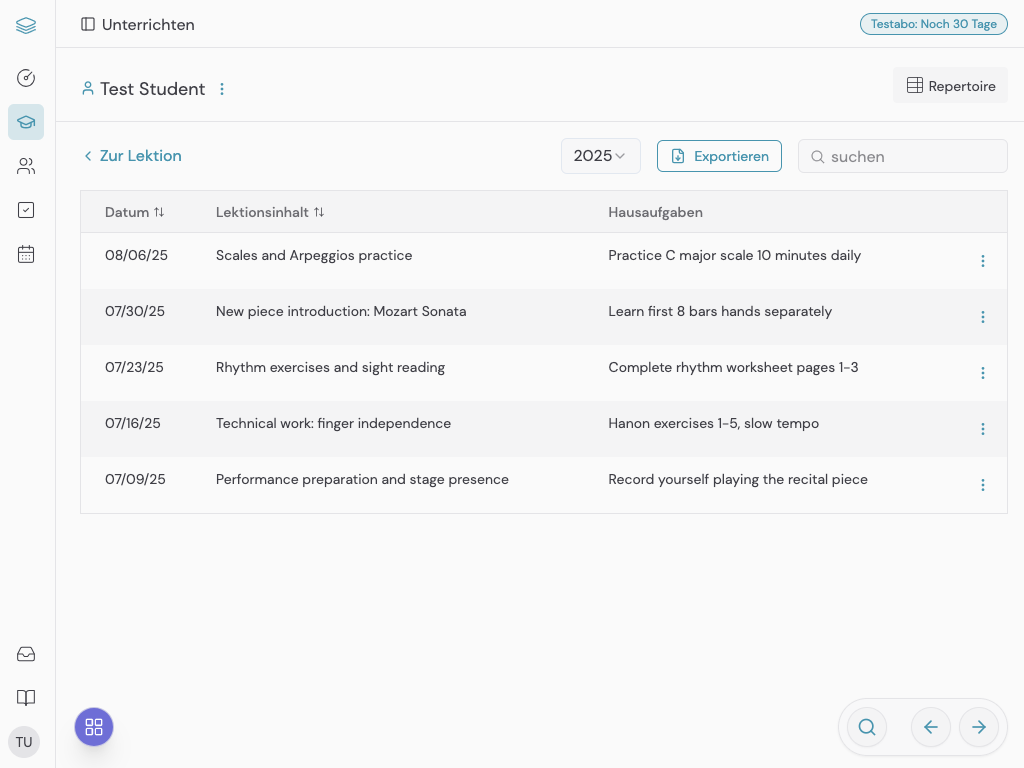 Unterrichten
Testabo: Noch 30 Tage
Test Student
Repertoire
Zur Lektion
2025
Exportieren
suchen
Datum Lektionsinhalt Hausaufgaben
08/06/25 Scales and Arpeggios practice Practice C major scale 10 minutes daily
07/30/25 New piece introduction: Mozart Sonata Learn first 8 bars hands separately
07/23/25 Rhythm exercises and sight reading Complete rhythm worksheet pages 1-3
07/16/25 Technical work: finger independence Hanon exercises 1-5, slow tempo
07/09/25 Performance preparation and stage presence Record yourself playing the recital piece
TU